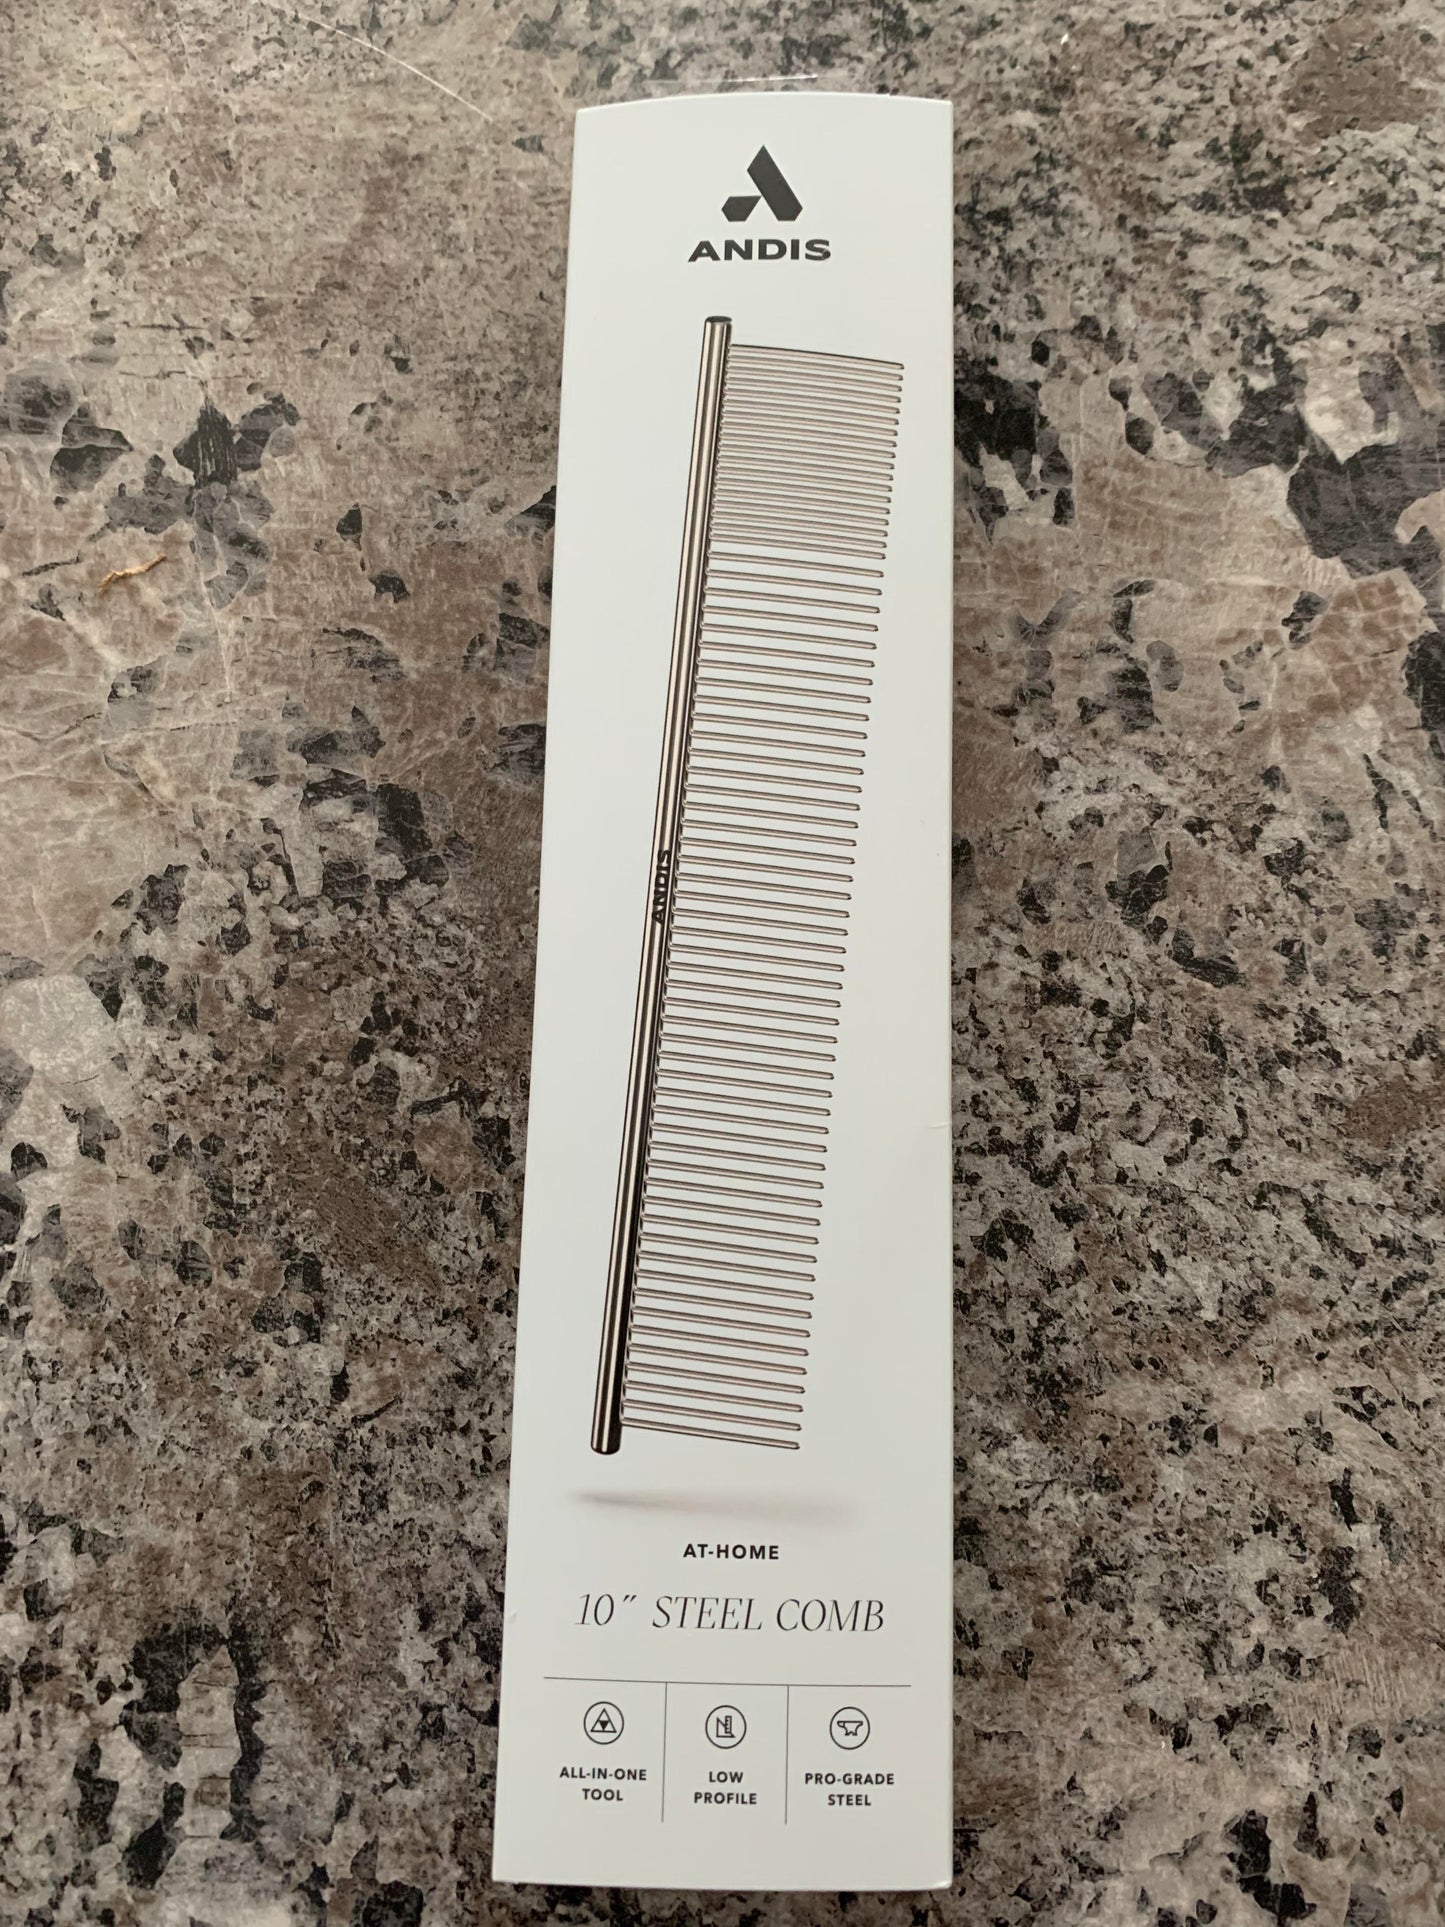 ANDIS
ANDIS
AT-HOME
10" STEEL COMB
ALL-IN-ONE
TOOL
LOW
PROFILE
PRO-GRADE
STEEL